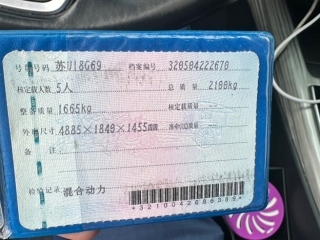 号牌号码 苏U18G69 档案编号 320504222670
核定载人数 5人 总质量 2100kg
整备质量 1665kg 核定载质量 --
外廓尺寸 4885×1840×1455mm 准牵引总质量 --
备注
检验记录 混合动力